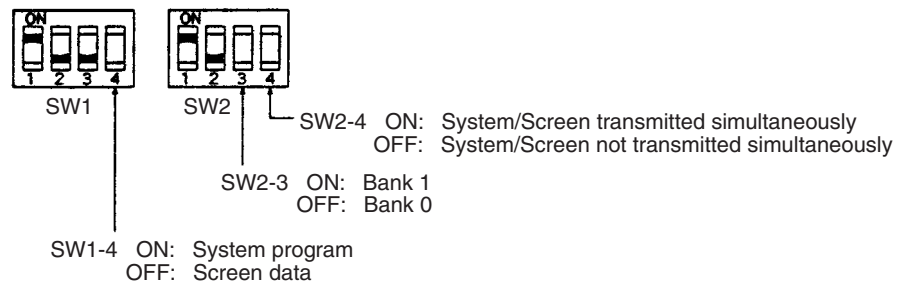 ON ON
1 2 3 4 1 2 3 4
SW1 SW2
SW2-4 ON: System/Screen transmitted simultaneously
OFF: System/Screen not transmitted simultaneously
SW2-3 ON: Bank 1
OFF: Bank 0
SW1-4 ON: System program
OFF: Screen data